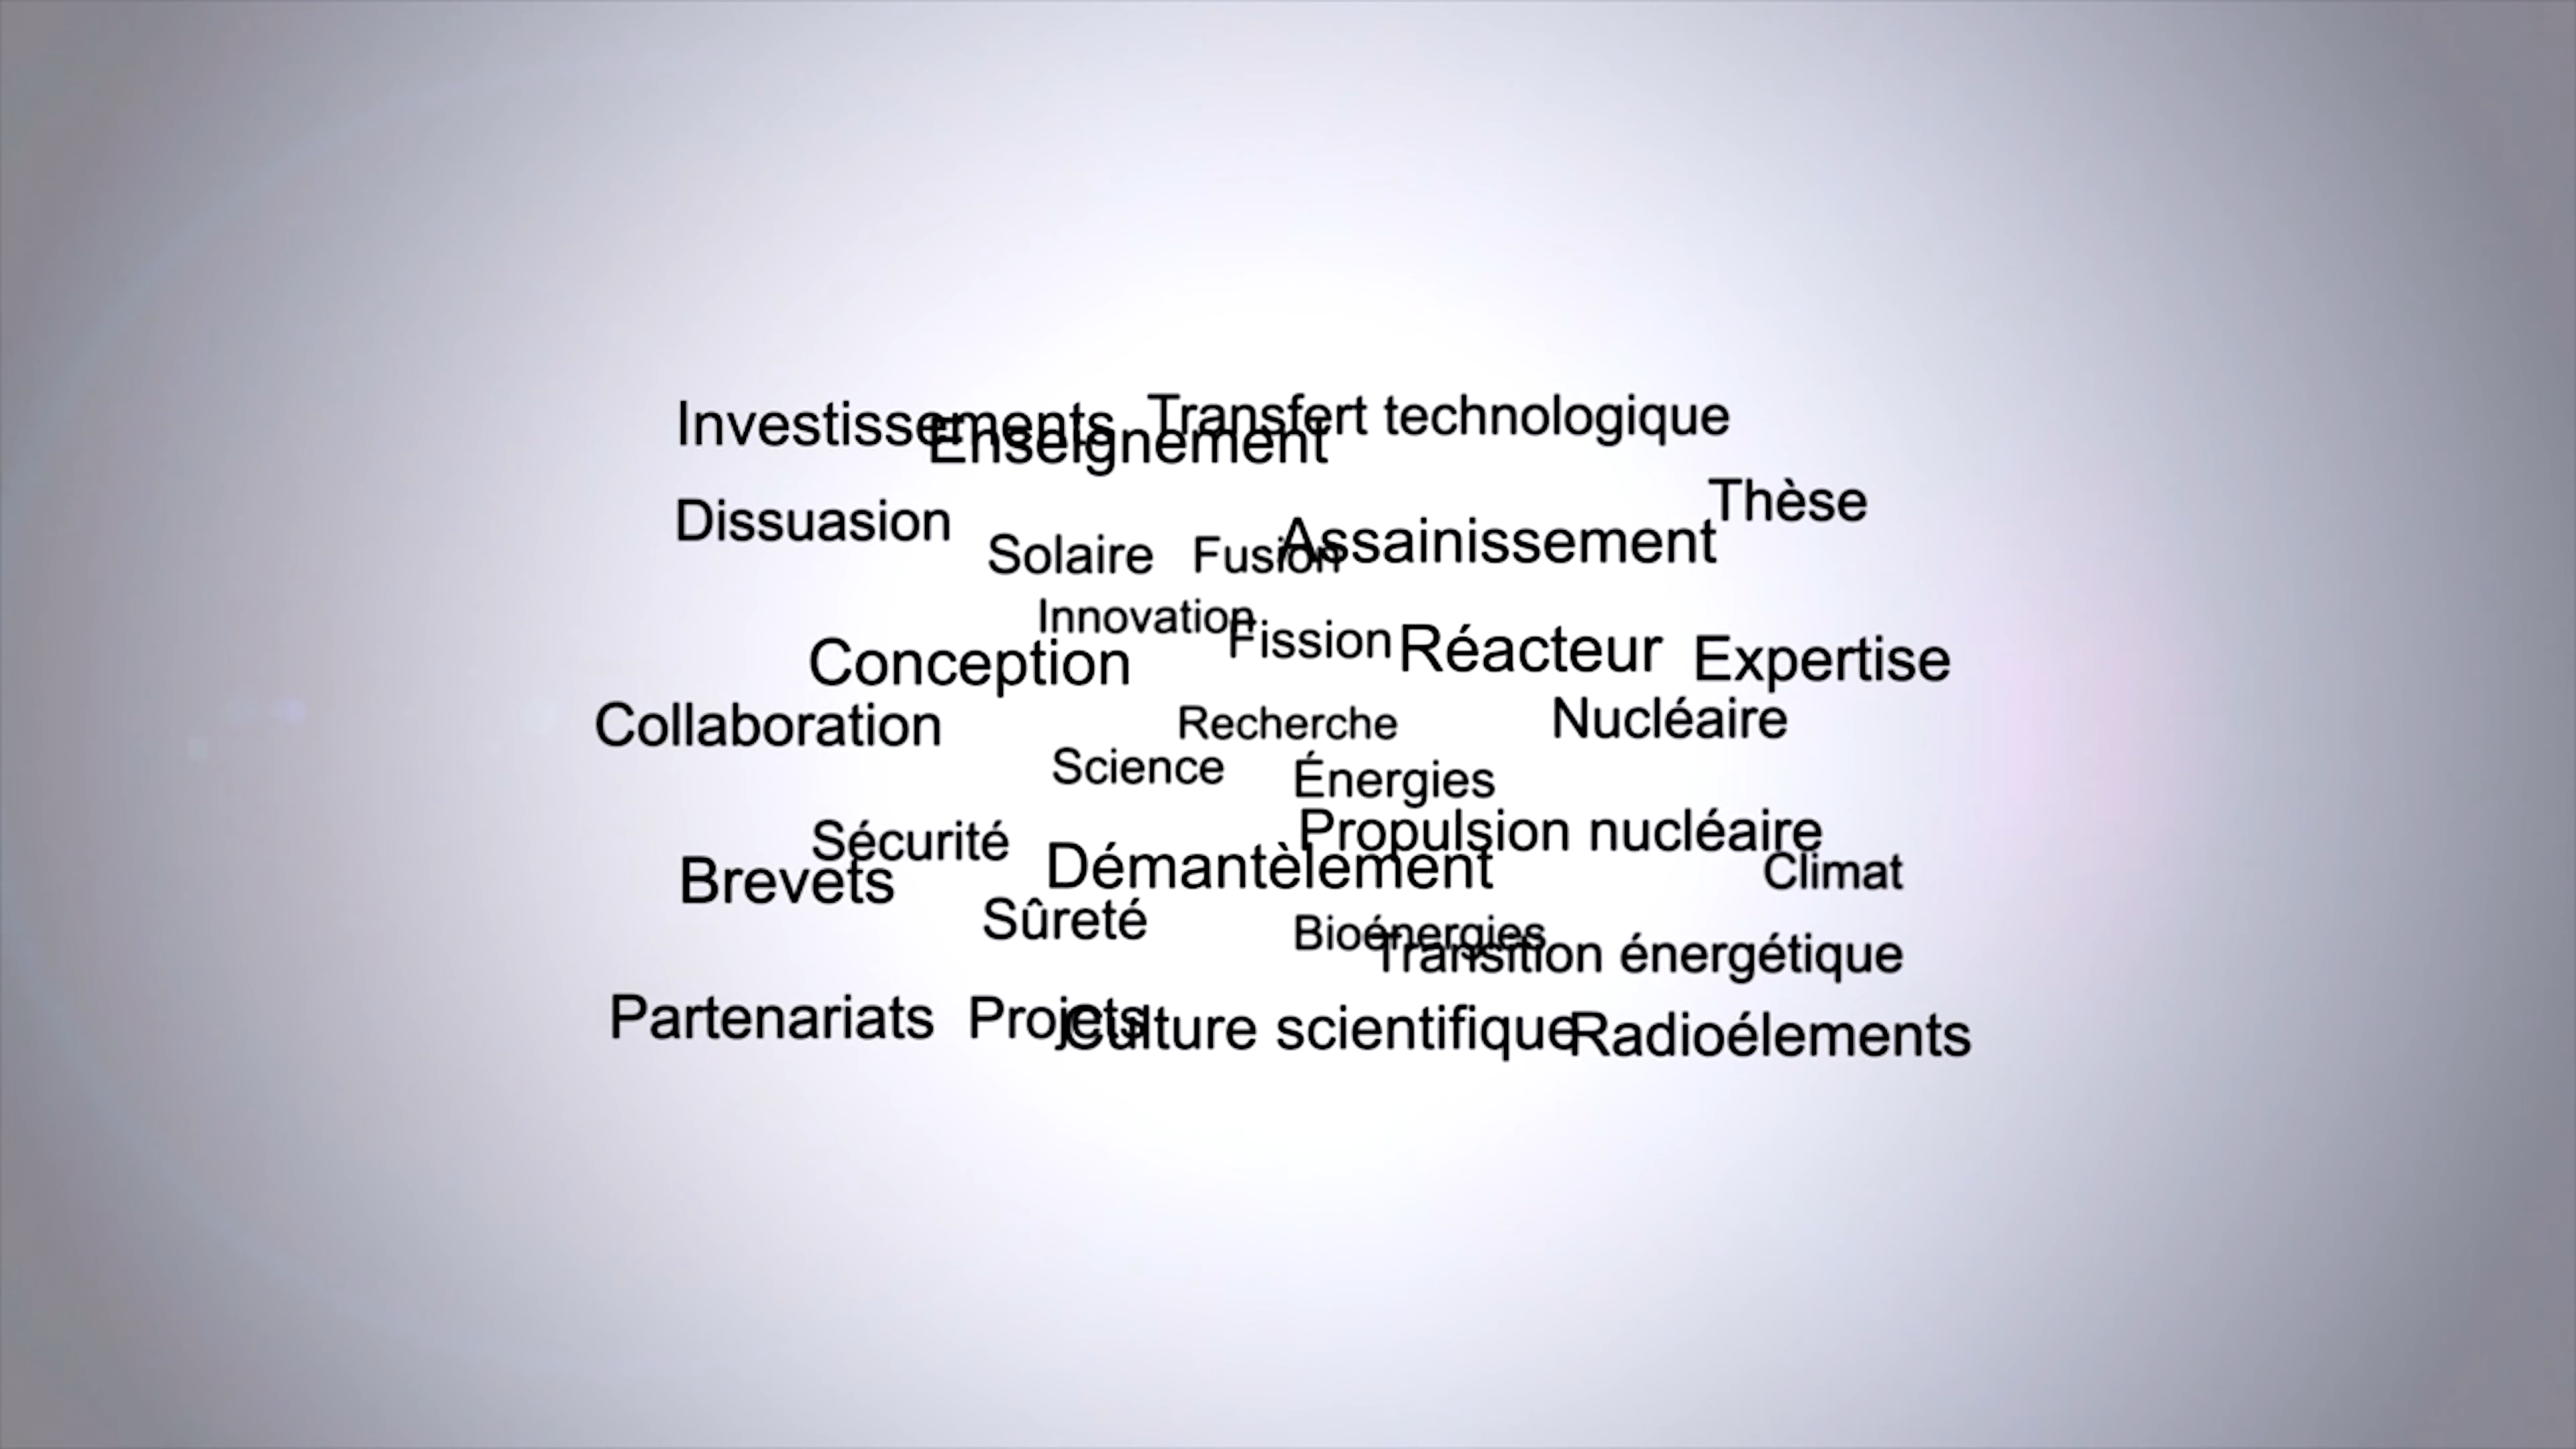 Investissements
Enseignement
Transfert technologique
Thèse
Dissuasion
Solaire
Fusion
Assainissement
Innovation
Fission
Réacteur
Expertise
Conception
Collaboration
Recherche
Nucléaire
Science
Énergies
Propulsion nucléaire
Sécurité
Démantèlement
Climat
Brevets
Sûreté
Bioénergies
Transition énergétique
Partenariats
Projets
Culture scientifique
Radioélements